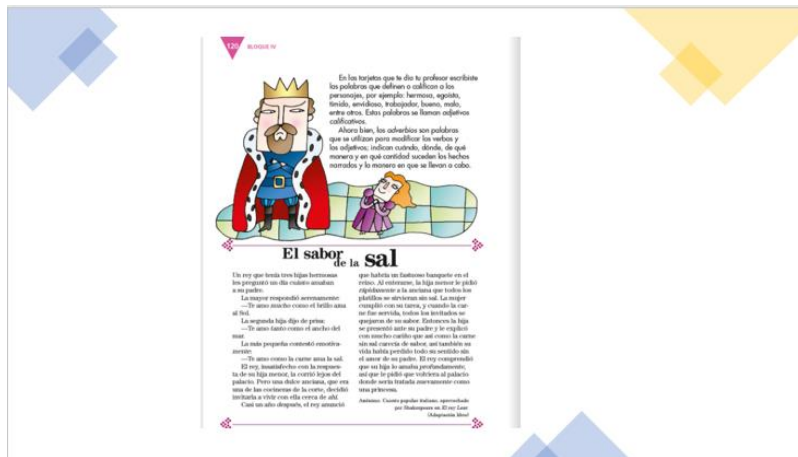 120
BLOQUE IV
En las tarjetas que te dio tu profesor escribiste
las palabras que definen o califican a los
personajes, por ejemplo: hermosa, egoísta,
tímido, envidioso, trabajador, bueno, malo,
entre otros. Estas palabras se llaman adjetivos
calificativos.
Ahora bien, los adverbios son palabras
que se utilizan para modificar los verbos y
los adjetivos; indican cuándo, dónde, de qué
manera y en qué cantidad suceden los hechos
narrados y la manera en que se llevan a cabo.
El sabor de la sal
Un rey que tenía tres hijas hermosas
les preguntó un día cuánto amaban
a su padre.
La mayor respondió serenamente:
—Te amo mucho como el brillo ama
al Sol.
La segunda hija dijo de prisa:
—Te amo tanto como el ancho del
mar.
La más pequeña contestó emotiva-
mente:
—Te amo como la carne ama la sal.
El rey, insatisfecho con la respues-
ta de su hija menor, la corrió lejos del
palacio. Pero una dulce anciana, que era
una de las cocineras de la corte, decidió
invitarla a vivir con ella cerca de ahí.
Casi un año después, el rey anunció
que habría un fastuoso banquete en el
reino. Al enterarse, la hija menor le pidió
rápidamente a la anciana que todos los
platillos se sirvieran sin sal. La mujer
cumplió con su tarea, y cuando la car-
ne fue servida, todos los invitados se
quejaron de su sabor. Entonces la hija
se presentó ante su padre y le explicó
con mucho cariño que así como la carne
sin sal carecía de sabor, así también su
vida había perdido todo su sentido sin
el amor de su padre. El rey comprendió
que su hija lo amaba profundamente,
así que le pidió que volviera al palacio
donde sería tratada nuevamente como
una princesa.
Anónimo. Cuento popular italiano, aprovechado
por Shakespeare en El rey Lear.
(Adaptación libre)